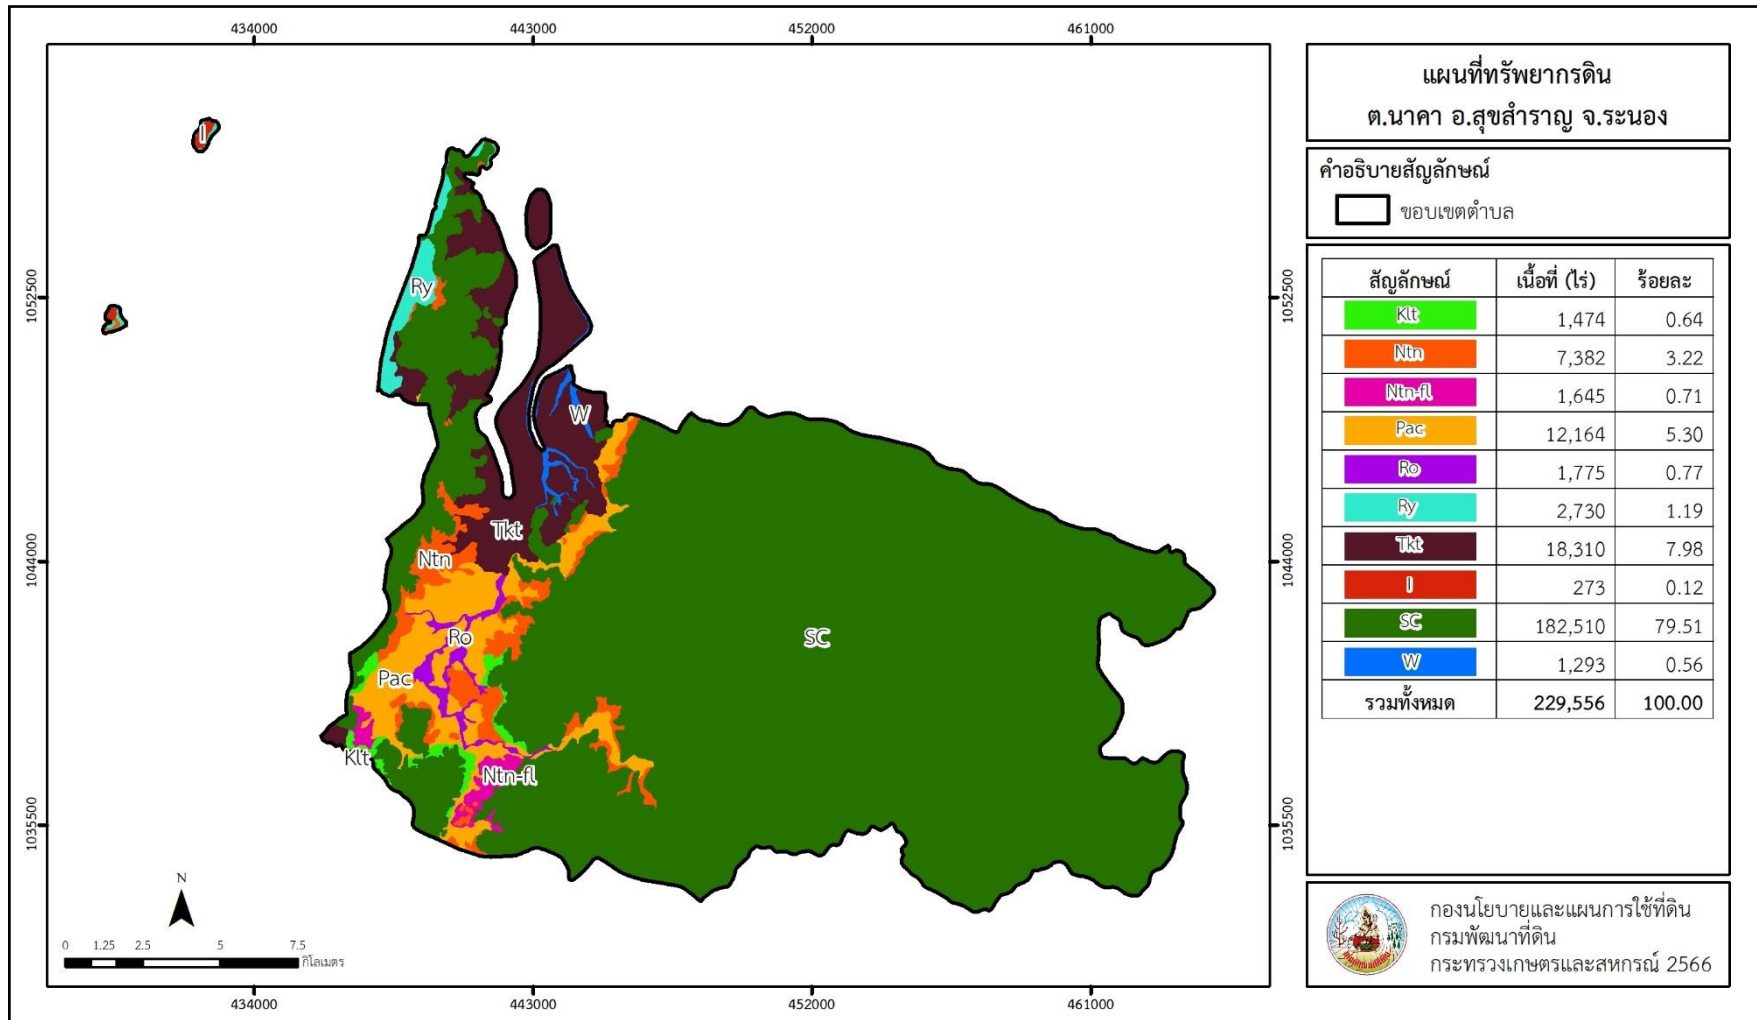 434000 443000 452000 461000
แผนที่ทรัพยากรดิน
ต.นาคา อ.สุขสำราญ จ.ระนอง
คำอธิบายสัญลักษณ์
ขอบเขตตำบล
สัญลักษณ์ เนื้อที่ (ไร่) ร้อยละ
Klt 1,474 0.64
Ntn 7,382 3.22
Ntn-fl 1,645 0.71
Pac 12,164 5.30
Ro 1,775 0.77
Ry 2,730 1.19
Tkt 18,310 7.98
I 273 0.12
SC 182,510 79.51
W 1,293 0.56
รวมทั้งหมด 229,556 100.00
I
Ry
W
Tkt
Ntn
Ro
SC
Pac
Klt
Ntn-fl
1052500 1052500
1044000 1044000
1035500 1035500
N
0 1.25 2.5 5 7.5
กิโลเมตร
434000 443000 452000 461000
กองนโยบายและแผนการใช้ที่ดิน
กรมพัฒนาที่ดิน
กระทรวงเกษตรและสหกรณ์ 2566